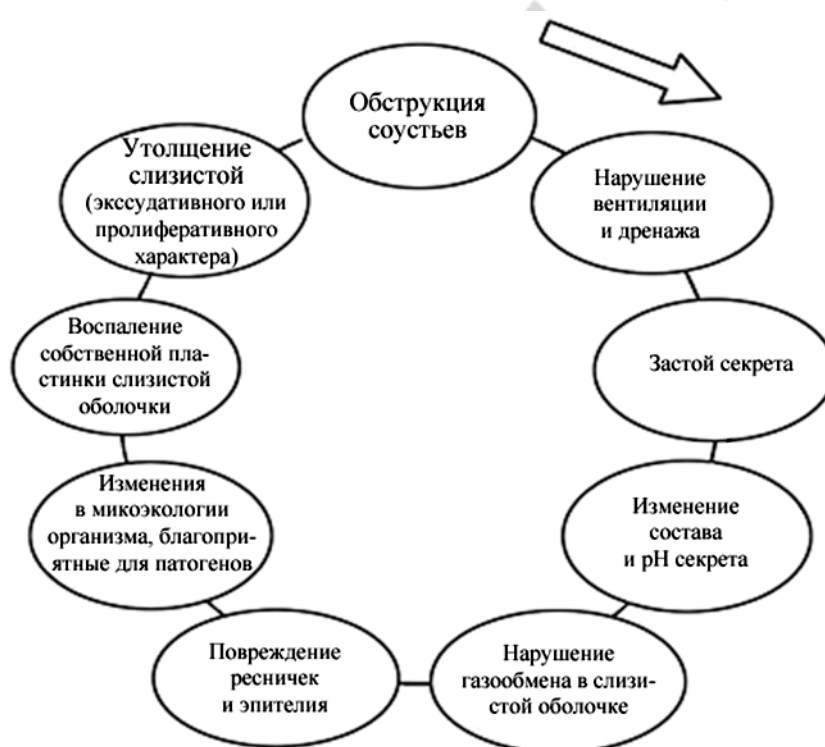 Обструкция
соустьев
Нарушение
вентиляции
и дренажа
Застой секрета
Изменение
состава
и pH секрета
Нарушение
газообмена в слизи-
стой оболочке
Повреждение
ресничек
и эпителия
Изменения
в микоэкологии
организма, благопри-
ятные для патогенов
Воспаление
собственной пла-
стинки слизистой
оболочки
Утолщение
слизистой
(экссудативного или
пролиферативного
характера)